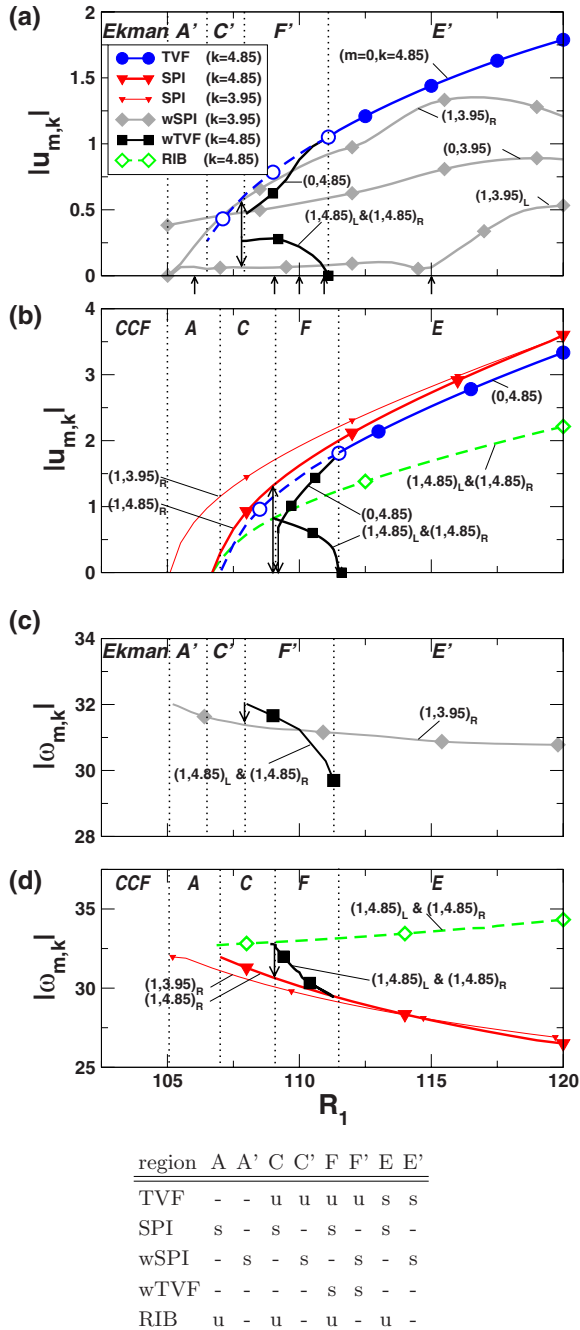 (a)
Ekman A' C' F' E'
TVF (k=4.85)
SPI (k=4.85)
SPI (k=3.95)
wSPI (k=3.95)
wTVF (k=4.85)
RIB (k=4.85)
(m=0,k=4.85)
(1,3.95)R
(0,4.85)
(0,3.95)
(1,4.85)L &(1,4.85)R
(1,3.95)L
|um,k|
2
1.5
1
0.5
0
(b)
CCF A C F E
|um,k|
4
3
2
1
0
(0,4.85)
(1,3.95)R
(1,4.85)R
(1,4.85)L &(1,4.85)R
(0,4.85)
(1,4.85)L &(1,4.85)R
(c)
Ekman A' C' F' E'
|ωm,k|
34
32
30
28
(1,3.95)R
(1,4.85)L & (1,4.85)R
(d)
CCF A C F E
|ωm,k|
35
32.5
30
27.5
25
(1,4.85)L & (1,4.85)R
(1,4.85)L & (1,4.85)R
(1,3.95)R
(1,4.85)R
105 110 115 120
R1
region A A' C C' F F' E E'
TVF - - u u u u s s
SPI s - s - s - s -
wSPI - s - s - s - s
wTVF - - - - s s - -
RIB u - u - u - u -